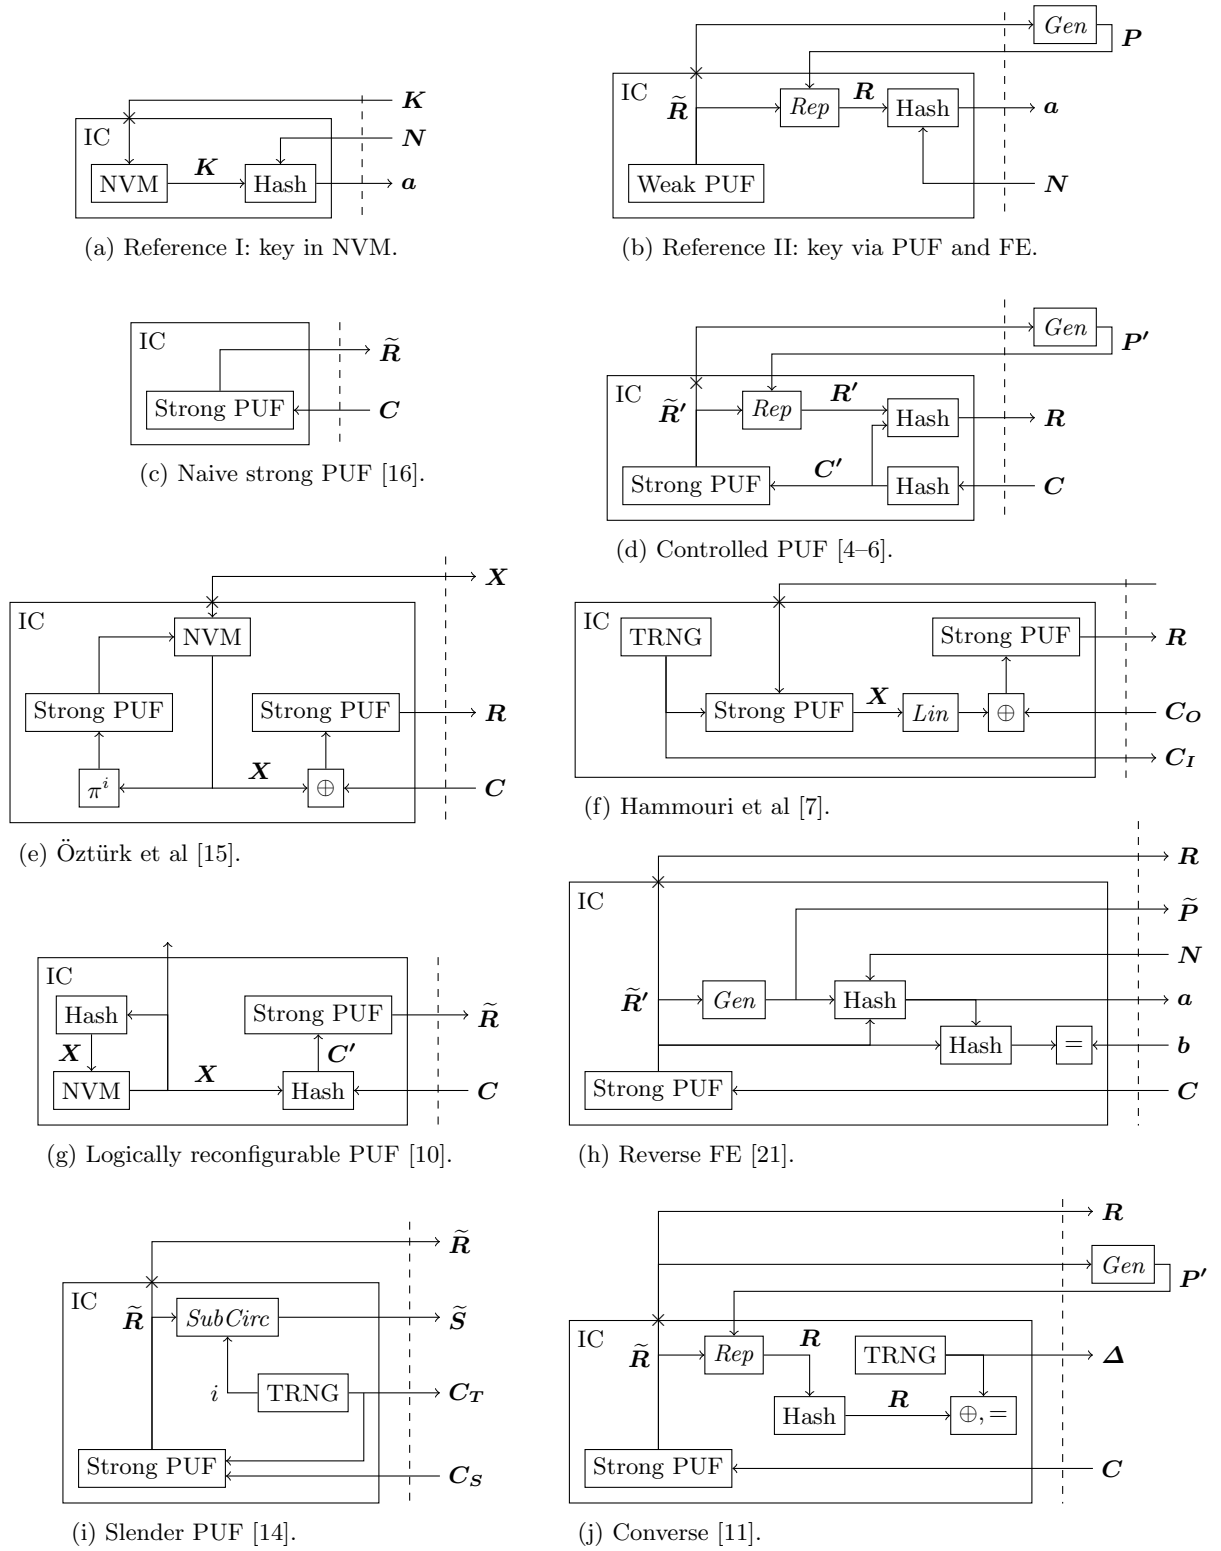 K
IC
N
NVM
K
Hash
a
(a) Reference I: key in NVM.
Gen
P
IC
R̃
Rep
R
Hash
a
Weak PUF
N
(b) Reference II: key via PUF and FE.
IC
R̃
Strong PUF
C
(c) Naive strong PUF [16].
Gen
P′
IC
R̃′
Rep
R′
Hash
R
Strong PUF
C′
Hash
C
(d) Controlled PUF [4–6].
X
IC
NVM
Strong PUF
Strong PUF
R
πⁱ
X
⊕
C
(e) Öztürk et al [15].
IC
TRNG
Strong PUF
R
Strong PUF
X
Lin
⊕
C_O
C_I
(f) Hammouri et al [7].
IC
Hash
Strong PUF
R̃
X
C′
NVM
X
Hash
C
(g) Logically reconfigurable PUF [10].
R
IC
P̃
N
R̃′
Gen
Hash
a
Hash
=
b
Strong PUF
C
(h) Reverse FE [21].
R̃
IC
R̃
SubCirc
S̃
i
TRNG
C_T
Strong PUF
C_S
(i) Slender PUF [14].
R
Gen
P′
IC
R̃
Rep
R
TRNG
Δ
Hash
R
⊕, =
Strong PUF
C
(j) Converse [11].